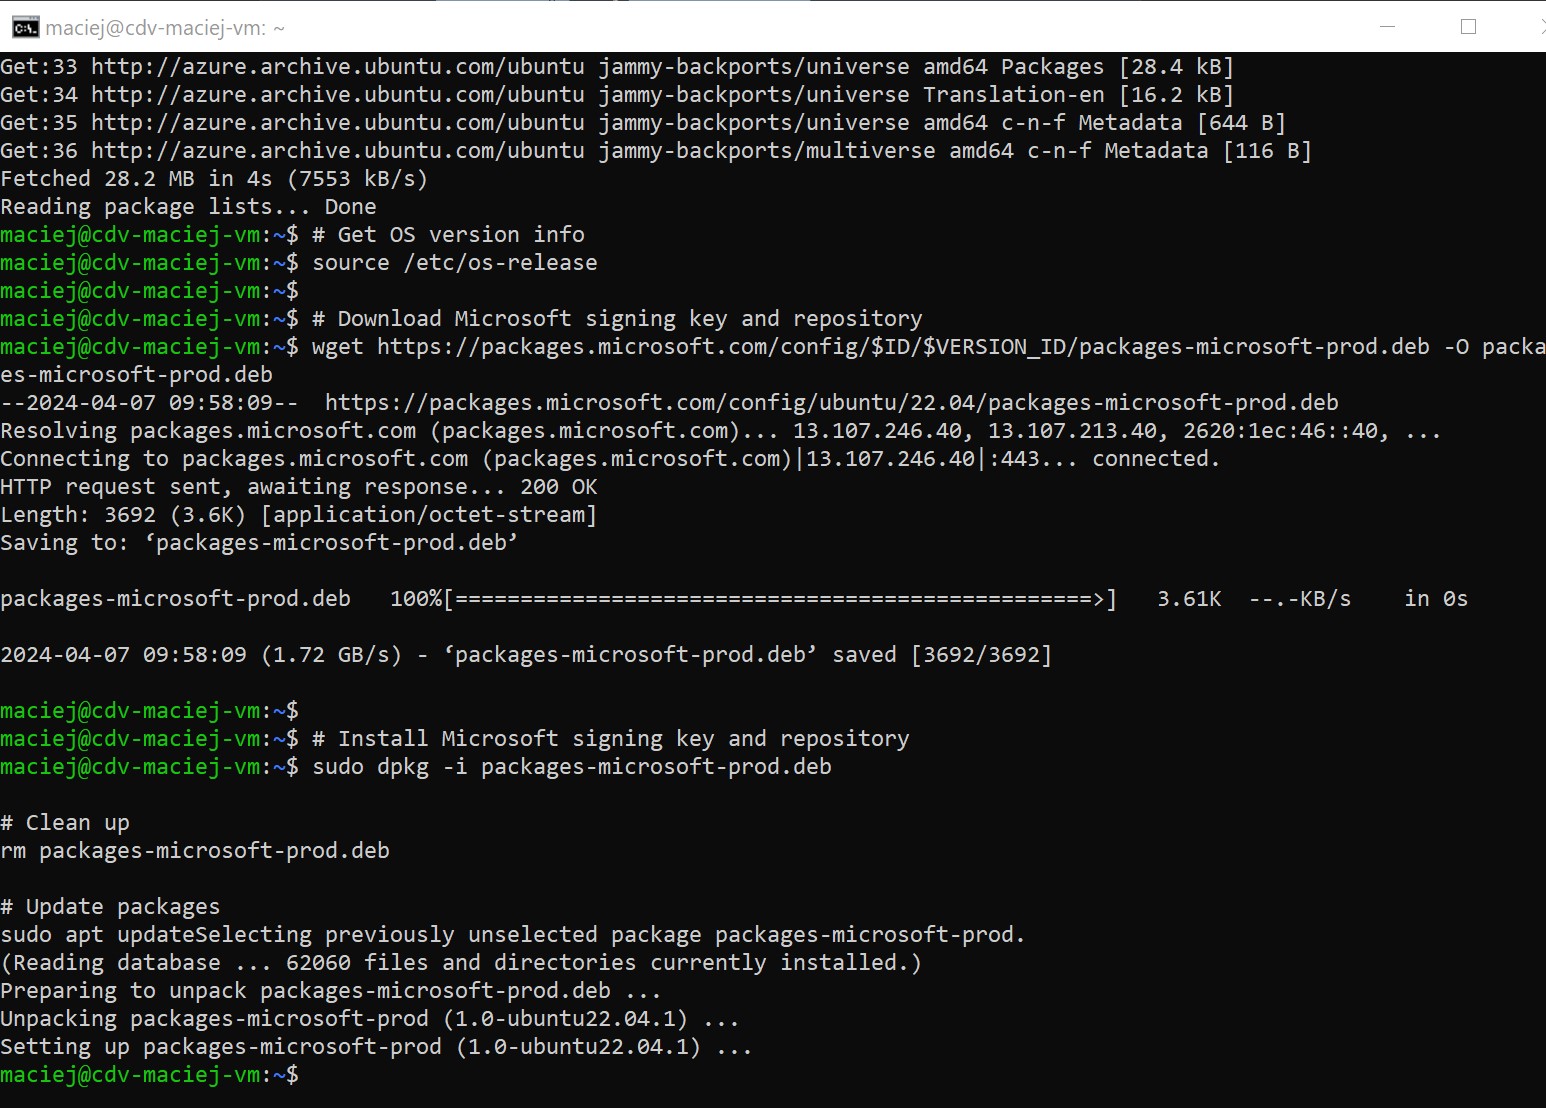 maciej@cdv-maciej-vm: ~
Get:33 http://azure.archive.ubuntu.com/ubuntu jammy-backports/universe amd64 Packages [28.4 kB]
Get:34 http://azure.archive.ubuntu.com/ubuntu jammy-backports/universe Translation-en [16.2 kB]
Get:35 http://azure.archive.ubuntu.com/ubuntu jammy-backports/universe amd64 c-n-f Metadata [644 B]
Get:36 http://azure.archive.ubuntu.com/ubuntu jammy-backports/multiverse amd64 c-n-f Metadata [116 B]
Fetched 28.2 MB in 4s (7553 kB/s)
Reading package lists... Done
maciej@cdv-maciej-vm:~$ # Get OS version info
maciej@cdv-maciej-vm:~$ source /etc/os-release
maciej@cdv-maciej-vm:~$
maciej@cdv-maciej-vm:~$ # Download Microsoft signing key and repository
maciej@cdv-maciej-vm:~$ wget https://packages.microsoft.com/config/$ID/$VERSION_ID/packages-microsoft-prod.deb -O packa
es-microsoft-prod.deb
--2024-04-07 09:58:09--  https://packages.microsoft.com/config/ubuntu/22.04/packages-microsoft-prod.deb
Resolving packages.microsoft.com (packages.microsoft.com)... 13.107.246.40, 13.107.213.40, 2620:1ec:46::40, ...
Connecting to packages.microsoft.com (packages.microsoft.com)|13.107.246.40|:443... connected.
HTTP request sent, awaiting response... 200 OK
Length: 3692 (3.6K) [application/octet-stream]
Saving to: ‘packages-microsoft-prod.deb’
packages-microsoft-prod.deb   100%[=================================================>]   3.61K  --.-KB/s    in 0s
2024-04-07 09:58:09 (1.72 GB/s) - ‘packages-microsoft-prod.deb’ saved [3692/3692]
maciej@cdv-maciej-vm:~$
maciej@cdv-maciej-vm:~$ # Install Microsoft signing key and repository
maciej@cdv-maciej-vm:~$ sudo dpkg -i packages-microsoft-prod.deb
# Clean up
rm packages-microsoft-prod.deb
# Update packages
sudo apt updateSelecting previously unselected package packages-microsoft-prod.
(Reading database ... 62060 files and directories currently installed.)
Preparing to unpack packages-microsoft-prod.deb ...
Unpacking packages-microsoft-prod (1.0-ubuntu22.04.1) ...
Setting up packages-microsoft-prod (1.0-ubuntu22.04.1) ...
maciej@cdv-maciej-vm:~$